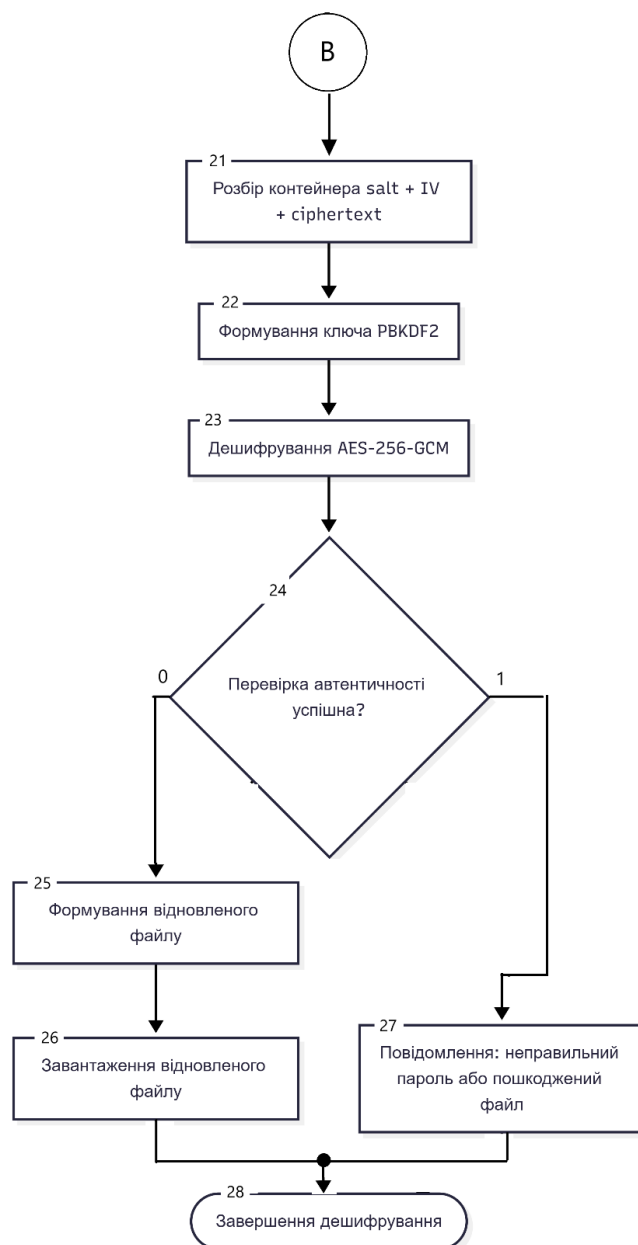 B
21
Розбір контейнера salt + IV
+ ciphertext
22
Формування ключа PBKDF2
23
Дешифрування AES-256-GCM
24
0
1
Перевірка автентичності
успішна?
25
Формування відновленого
файлу
26
Завантаження відновленого
файлу
27
Повідомлення: неправильний
пароль або пошкоджений
файл
28
Завершення дешифрування